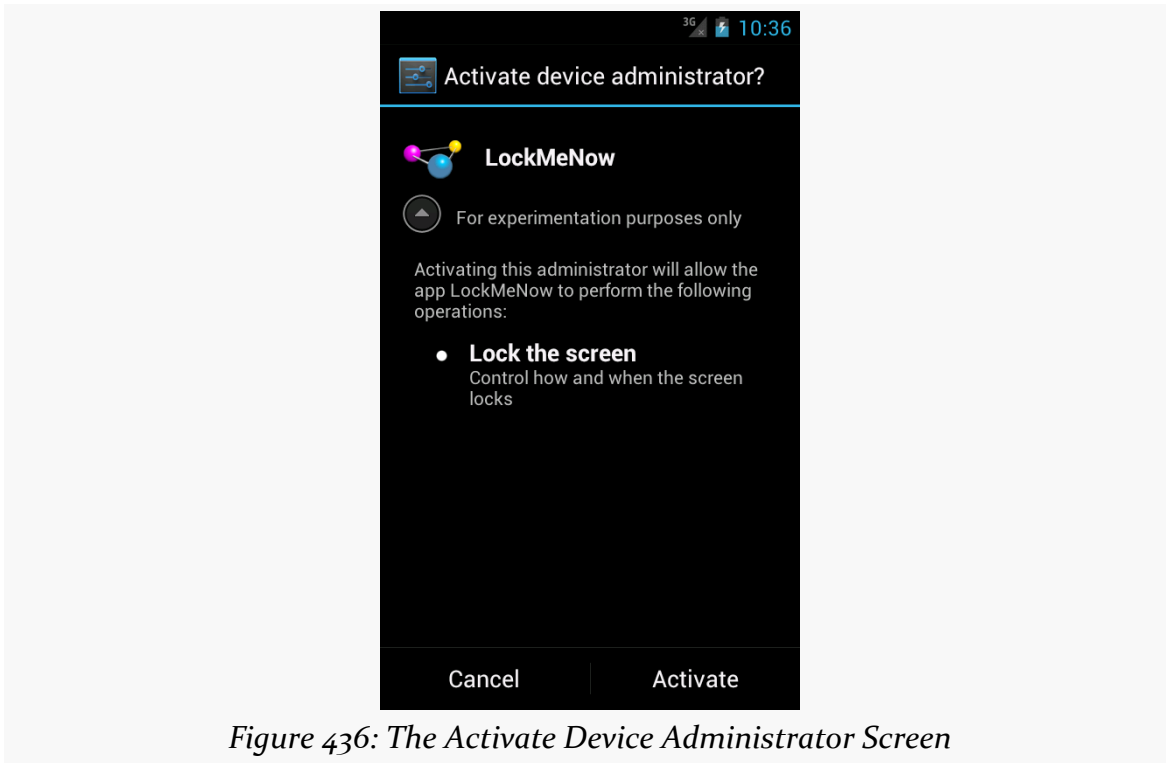 3G
10:36
Activate device administrator?
LockMeNow
For experimentation purposes only
Activating this administrator will allow the
app LockMeNow to perform the following
operations:
Lock the screen
Control how and when the screen
locks
Cancel
Activate
Figure 436: The Activate Device Administrator Screen